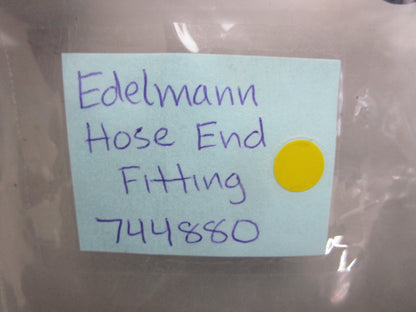 Edelmann
Hose End
Fitting
744880